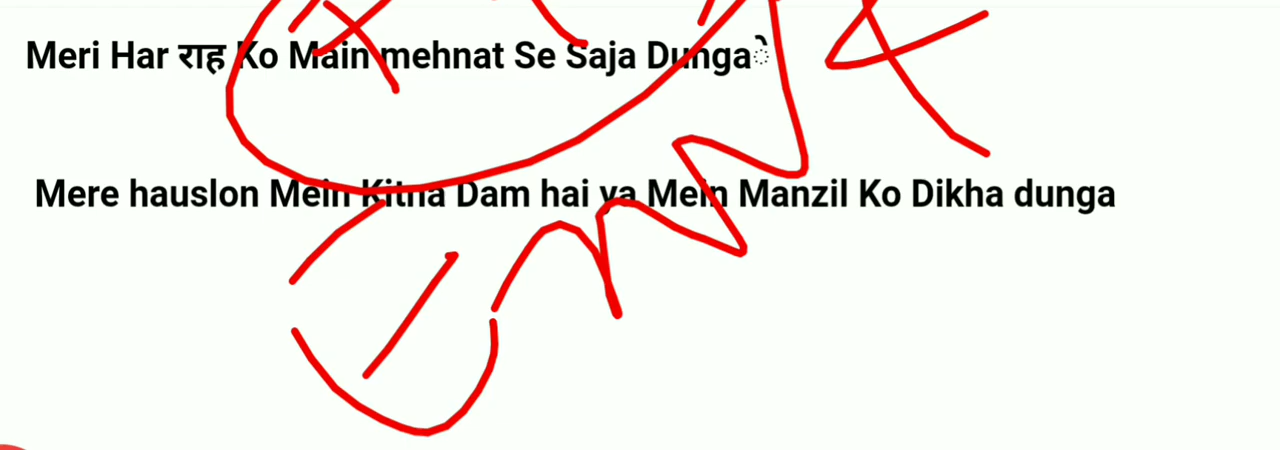 Meri Har राह Ko Main mehnat Se Saja Dungaे
Mere hauslon Mein Kitna Dam hai ya Mein Manzil Ko Dikha dunga